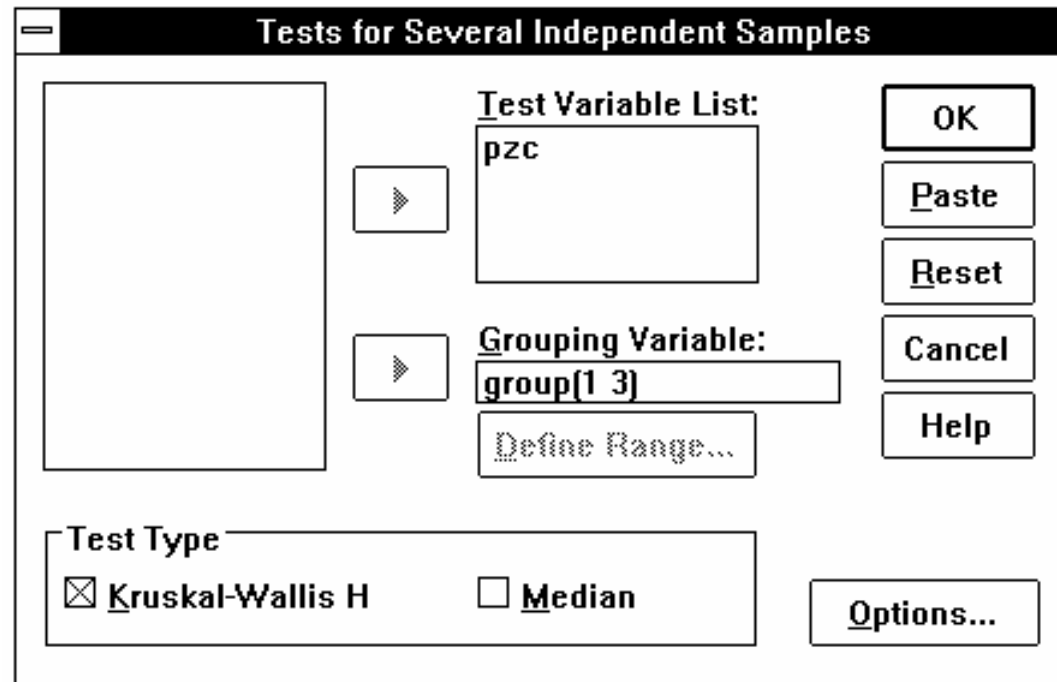 Tests for Several Independent Samples
Test Variable List:
pzc
OK
Paste
Reset
Cancel
Help
Grouping Variable:
group(1 3)
Define Range...
Test Type
Kruskal-Wallis H
Median
Options...